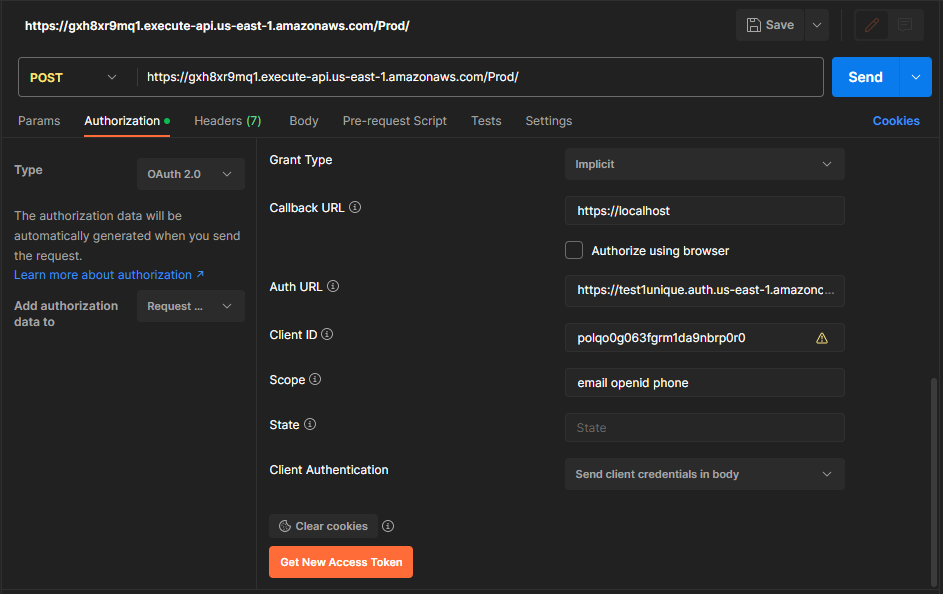 https://gxh8xr9mq1.execute-api.us-east-1.amazonaws.com/Prod/
Save
POST
https://gxh8xr9mq1.execute-api.us-east-1.amazonaws.com/Prod/
Send
Params
Authorization
Headers (7)
Body
Pre-request Script
Tests
Settings
Cookies
Type
OAuth 2.0
The authorization data will be
automatically generated when you send
the request.
Learn more about authorization ↗
Add authorization
data to
Request ...
Grant Type
Implicit
Callback URL
https://localhost
Authorize using browser
Auth URL
https://test1unique.auth.us-east-1.amazonc...
Client ID
polqo0g063fgrm1da9nbrp0r0
Scope
email openid phone
State
State
Client Authentication
Send client credentials in body
Clear cookies
Get New Access Token